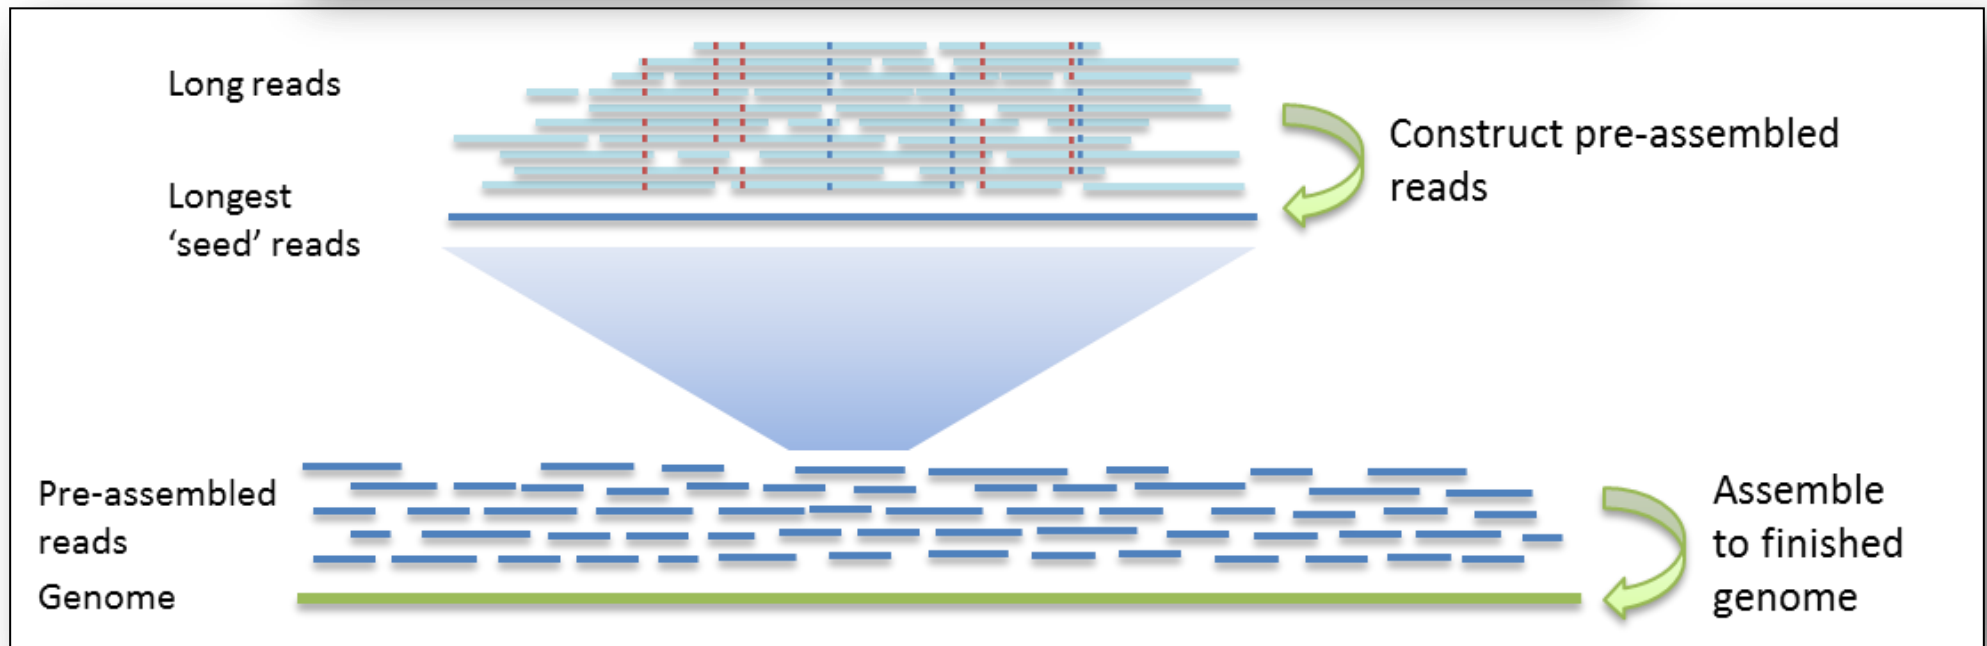 Long reads
Longest
‘seed’ reads
Construct pre-assembled
reads
Pre-assembled
reads
Genome
Assemble
to finished
genome